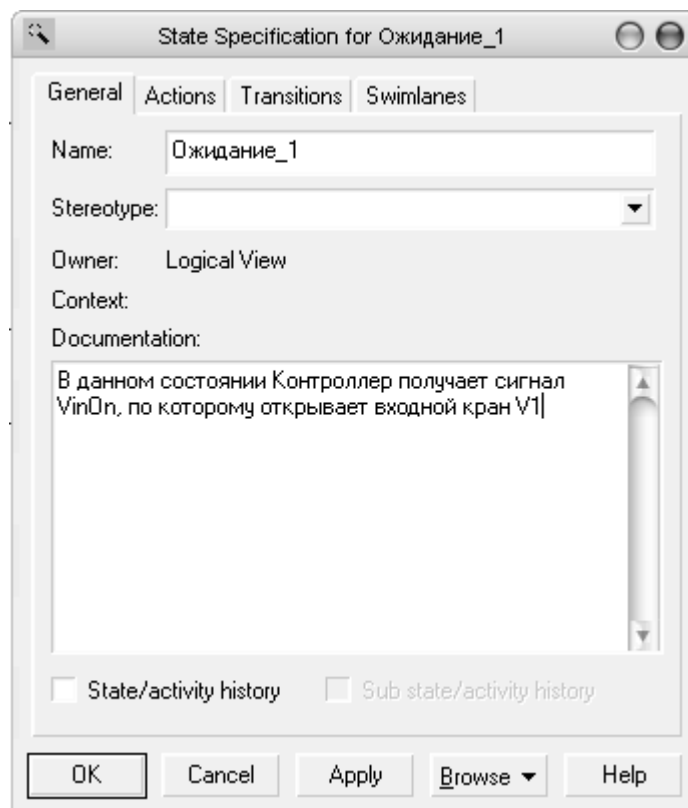 State Specification for Ожидание_1
General Actions Transitions Swimlanes
Name: Ожидание_1
Stereotype:
Owner: Logical View
Context:
Documentation:
В данном состоянии Контроллер получает сигнал
VinOn, по которому открывает входной кран V1
State/activity history Sub state/activity history
OK Cancel Apply Browse Help